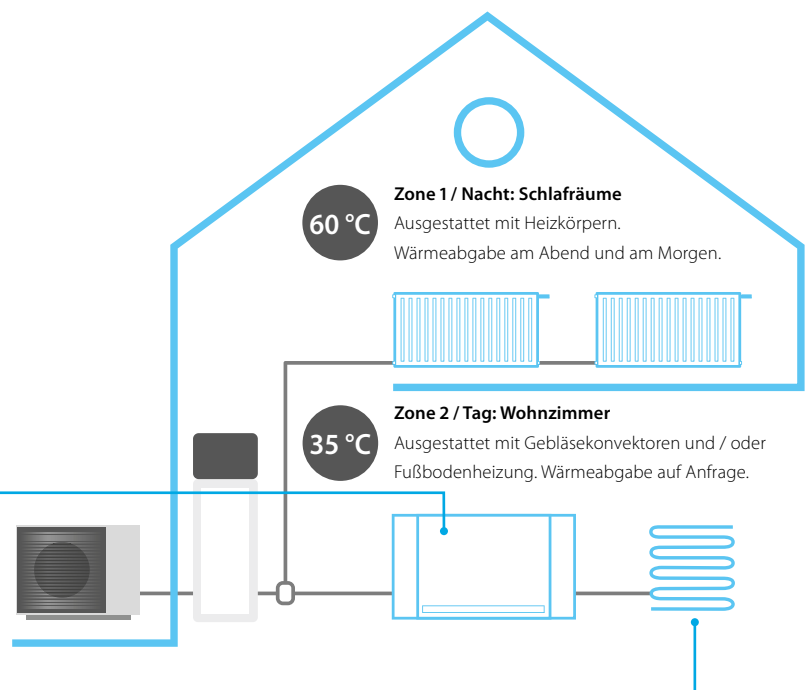 60 °C
Zone 1 / Nacht: Schlafräume
Ausgestattet mit Heizkörpern.
Wärmeabgabe am Abend und am Morgen.
35 °C
Zone 2 / Tag: Wohnzimmer
Ausgestattet mit Gebläsekonvektoren und / oder
Fußbodenheizung. Wärmeabgabe auf Anfrage.